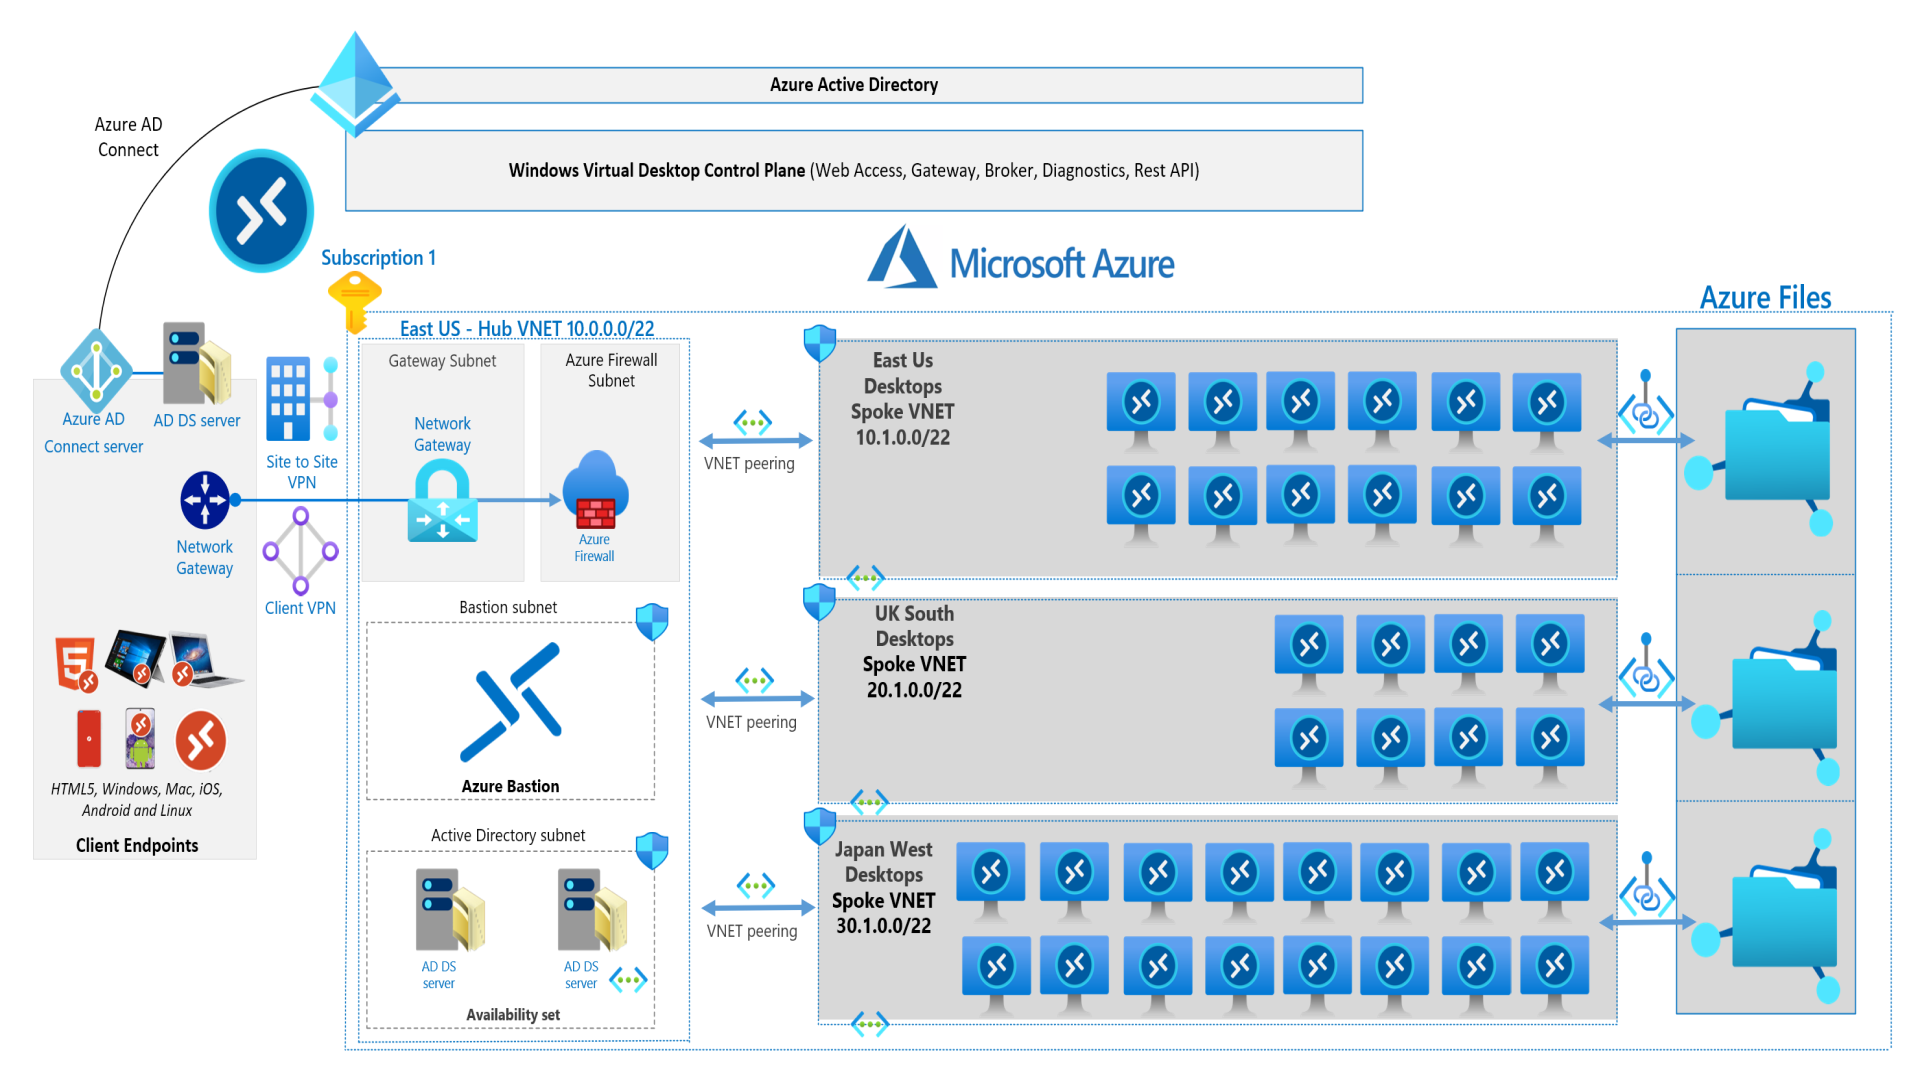 Azure Active Directory
Azure AD
Connect
Windows Virtual Desktop Control Plane (Web Access, Gateway, Broker, Diagnostics, Rest API)
Microsoft Azure
Subscription 1
Azure Files
East US - Hub VNET 10.0.0.0/22
Gateway Subnet
Azure Firewall
Subnet
Network
Gateway
Azure
Firewall
Azure AD
Connect server
AD DS server
Site to Site
VPN
Network
Gateway
Client VPN
HTML5, Windows, Mac, iOS,
Android and Linux
Client Endpoints
Bastion subnet
Azure Bastion
Active Directory subnet
AD DS
server
AD DS
server
Availability set
VNET peering
VNET peering
VNET peering
East Us
Desktops
Spoke VNET
10.1.0.0/22
UK South
Desktops
Spoke VNET
20.1.0.0/22
Japan West
Desktops
Spoke VNET
30.1.0.0/22